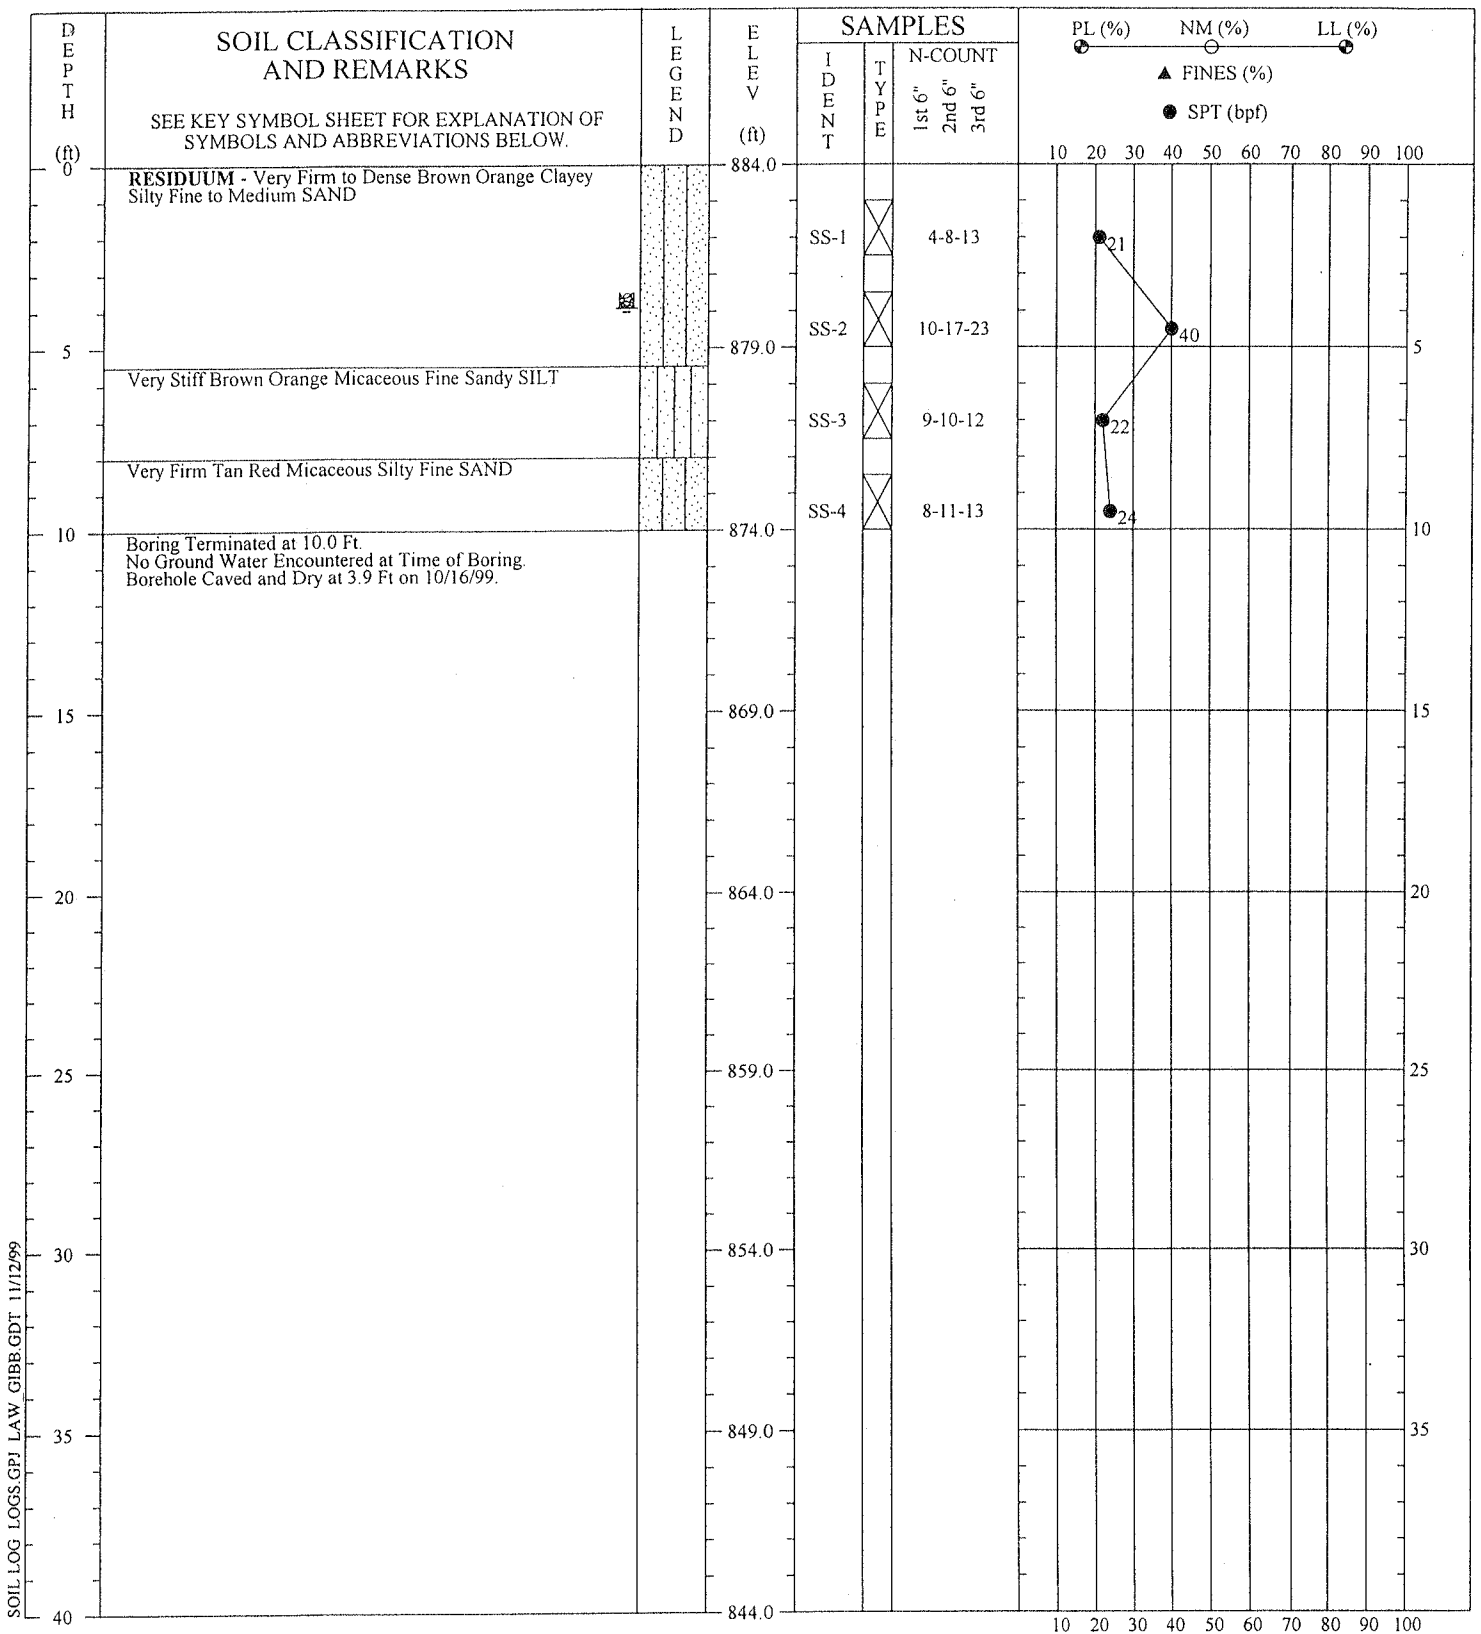 DEPTH (ft)
SOIL CLASSIFICATION
AND REMARKS
SEE KEY SYMBOL SHEET FOR EXPLANATION OF
SYMBOLS AND ABBREVIATIONS BELOW.
LEGEND
ELEV (ft)
SAMPLES
IDENT
TYPE
N-COUNT
1st 6"
2nd 6"
3rd 6"
PL (%) NM (%) LL (%)
▲ FINES (%)
● SPT (bpf)
10 20 30 40 50 60 70 80 90 100
0 884.0
RESIDUUM - Very Firm to Dense Brown Orange Clayey
Silty Fine to Medium SAND
SS-1 4-8-13 21
SS-2 10-17-23 40
5 879.0 5
Very Stiff Brown Orange Micaceous Fine Sandy SILT
SS-3 9-10-12 22
Very Firm Tan Red Micaceous Silty Fine SAND
SS-4 8-11-13 24
10 874.0 10
Boring Terminated at 10.0 Ft.
No Ground Water Encountered at Time of Boring.
Borehole Caved and Dry at 3.9 Ft on 10/16/99.
15 869.0 15
20 864.0 20
25 859.0 25
30 854.0 30
35 849.0 35
40 844.0
10 20 30 40 50 60 70 80 90 100
SOIL LOG LOGS.GPJ LAW GIBB.GDT 11/12/99